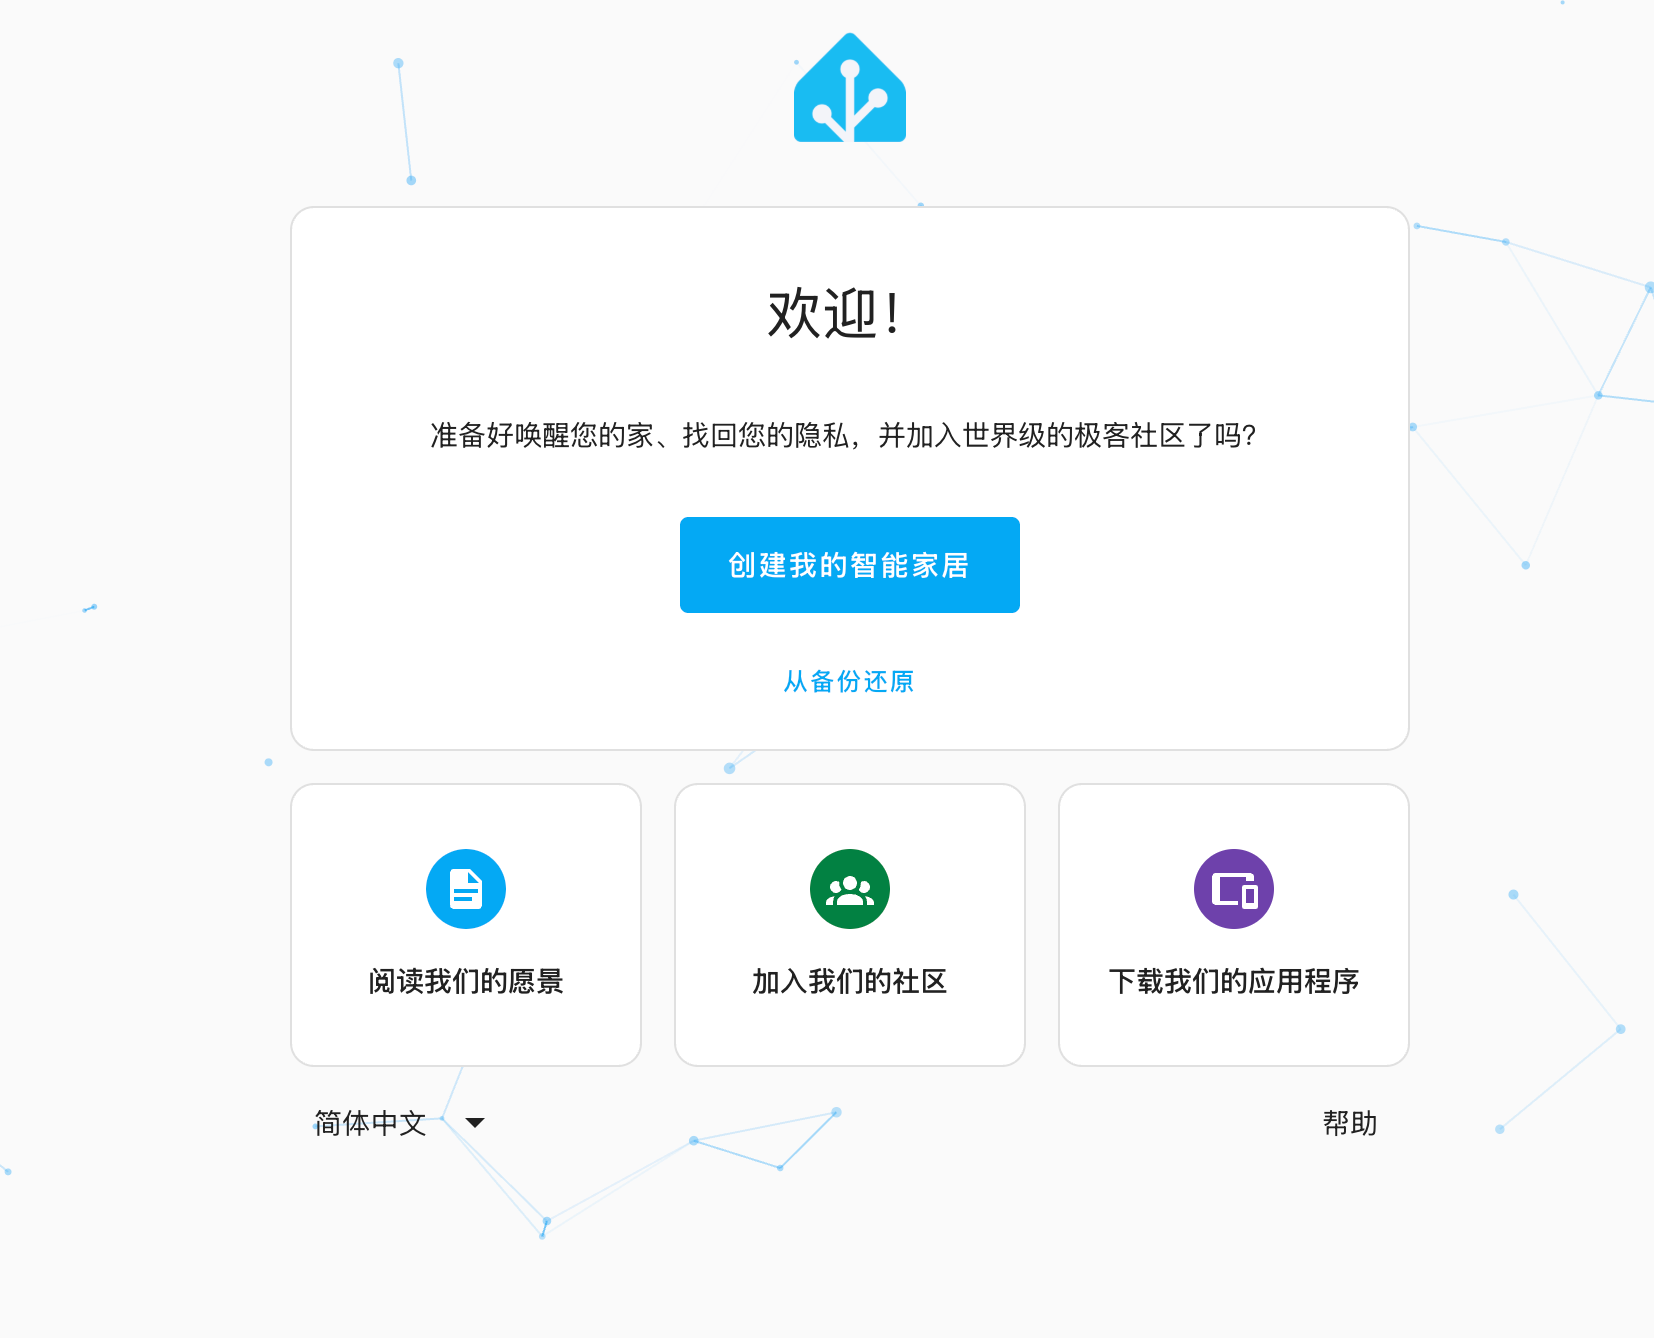 欢迎！
准备好唤醒您的家、找回您的隐私，并加入世界级的极客社区了吗?
创建我的智能家居
从备份还原
阅读我们的愿景
加入我们的社区
下载我们的应用程序
简体中文
帮助